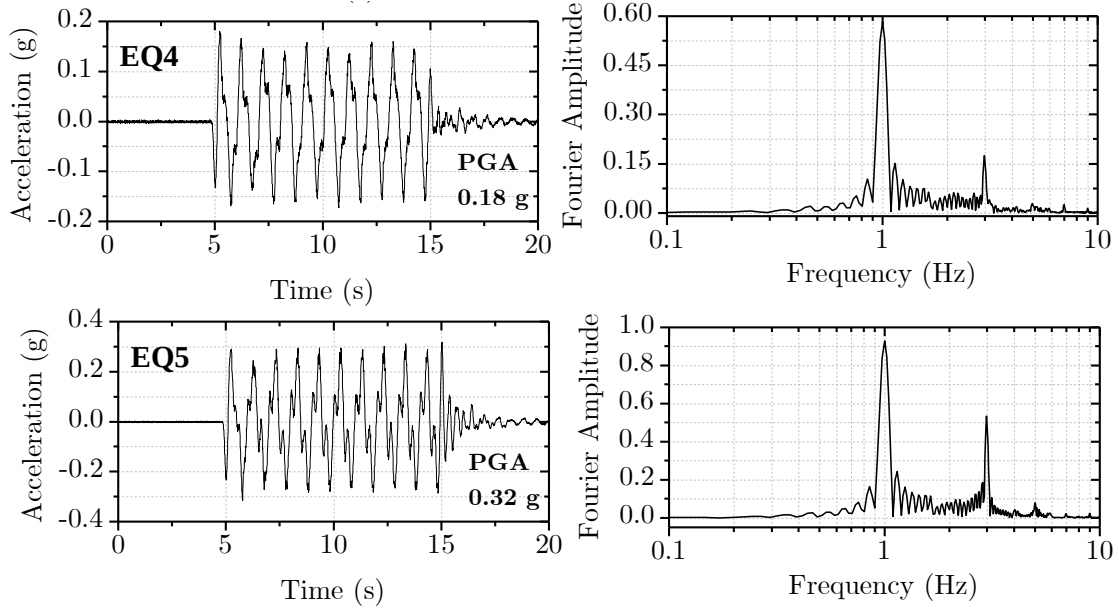 Acceleration (g)
0.2
0.1
0.0
-0.1
-0.2
EQ4
PGA
0.18 g
0
5
10
15
20
Time (s)
Fourier Amplitude
0.60
0.45
0.30
0.15
0.00
0.1
1
10
Frequency (Hz)
Acceleration (g)
0.4
0.2
0.0
-0.2
-0.4
EQ5
PGA
0.32 g
0
5
10
15
20
Time (s)
Fourier Amplitude
1.0
0.8
0.6
0.4
0.2
0.0
0.1
1
10
Frequency (Hz)